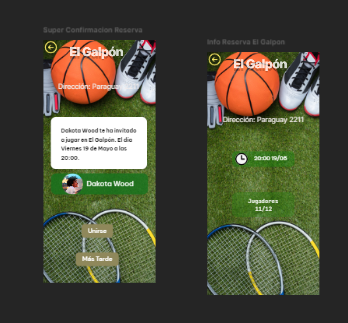 Super Confirmacion Reserva
El Galpón
Dirección: Paraguay 2211
Dakota Wood te ha invitado
a jugar en El Galpón. El dia
Viernes 19 de Mayo a las
20:00.
Dakota Wood
Unirse
Más Tarde
Info Reserva El Galpon
El Galpón
Dirección: Paraguay 2211
20:00 19/05
Jugadores
11/12